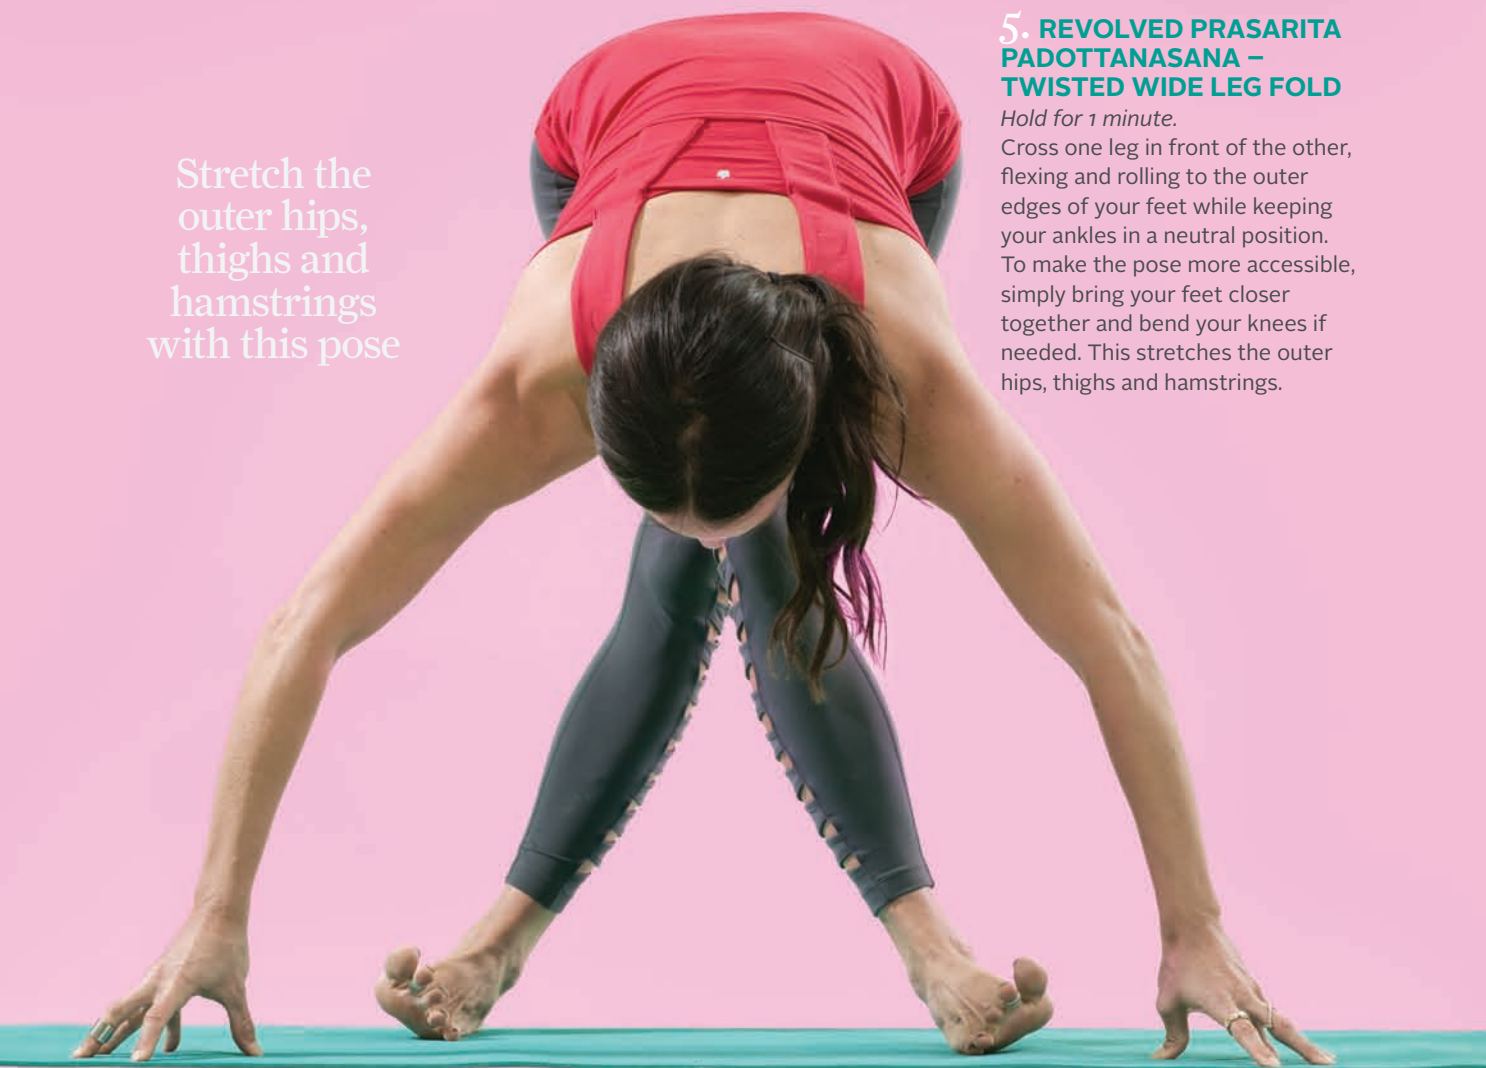 Stretch the
outer hips,
thighs and
hamstrings
with this pose
5. REVOLVED PRASARITA
PADOTTANASANA –
TWISTED WIDE LEG FOLD
Hold for 1 minute.
Cross one leg in front of the other,
flexing and rolling to the outer
edges of your feet while keeping
your ankles in a neutral position.
To make the pose more accessible,
simply bring your feet closer
together and bend your knees if
needed. This stretches the outer
hips, thighs and hamstrings.